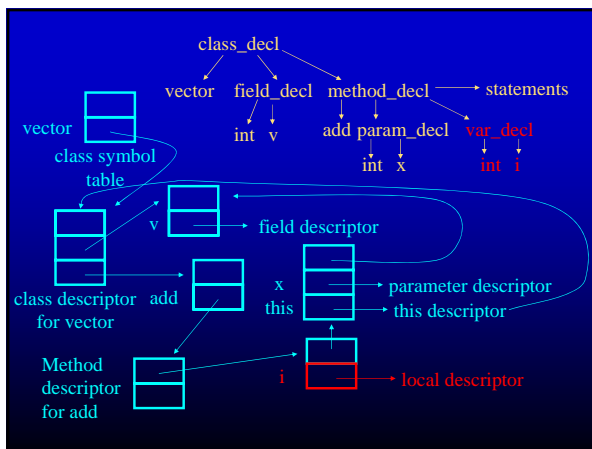 class_decl
vector field_decl method_decl statements
int v add param_decl var_decl
int x int i
vector
class symbol
table
v
field descriptor
class descriptor
for vector
add
x
this
parameter descriptor
this descriptor
Method
descriptor
for add
i
local descriptor